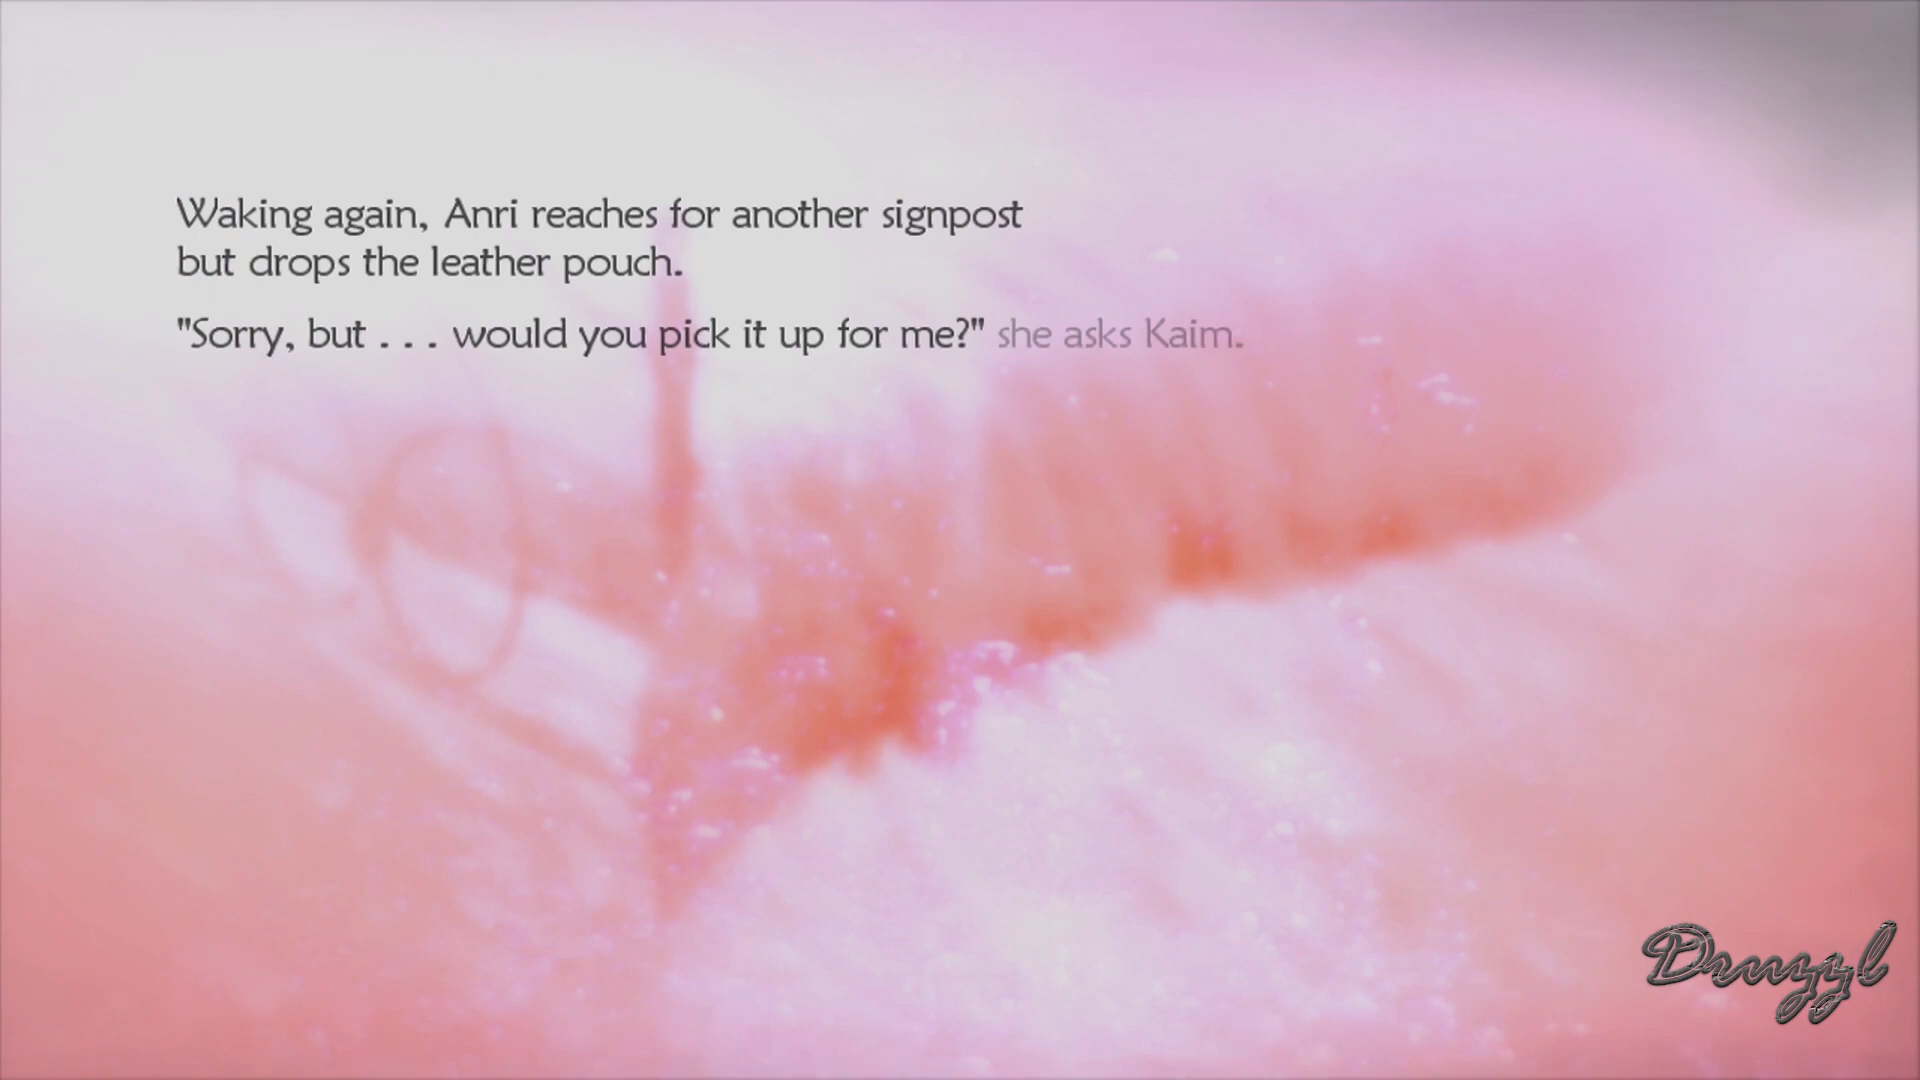 Waking again, Anri reaches for another signpost
but drops the leather pouch.
"Sorry, but . . . would you pick it up for me?" she asks Kaim.
Druzzl